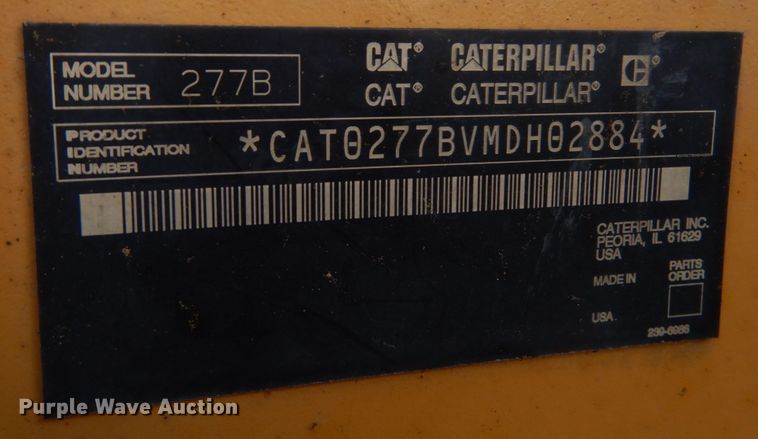 MODEL NUMBER 277B
CAT® CATERPILLAR® C
CAT® CATERPILLAR®
PRODUCT IDENTIFICATION NUMBER *CAT0277BVMDH02884*
CATERPILLAR INC.
PEORIA, IL 61629
USA
MADE IN
PARTS ORDER
USA
239-6986
Purple Wave Auction